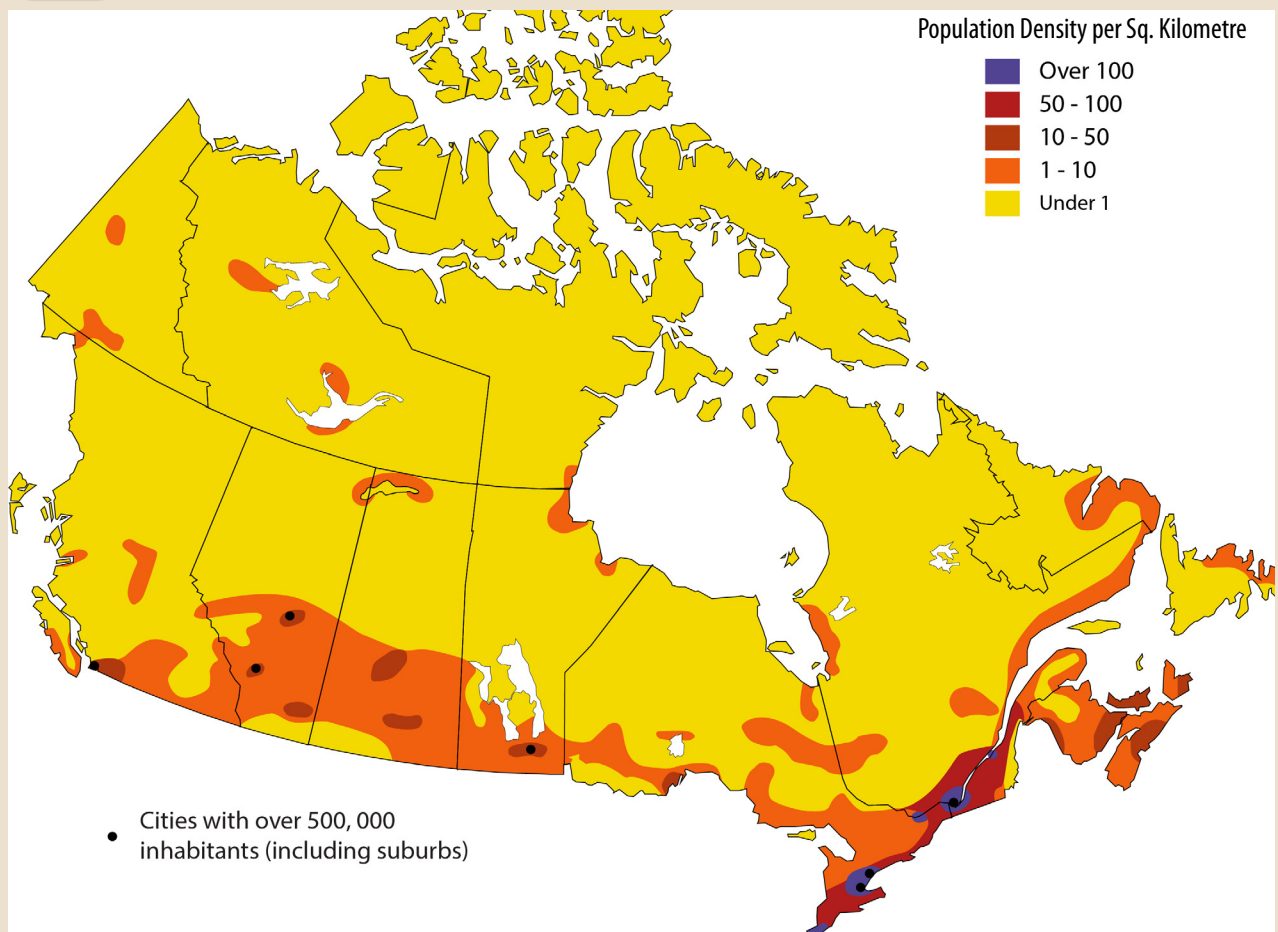 Population Density per Sq. Kilometre
Over 100
50 - 100
10 - 50
1 - 10
Under 1
Cities with over 500, 000
inhabitants (including suburbs)